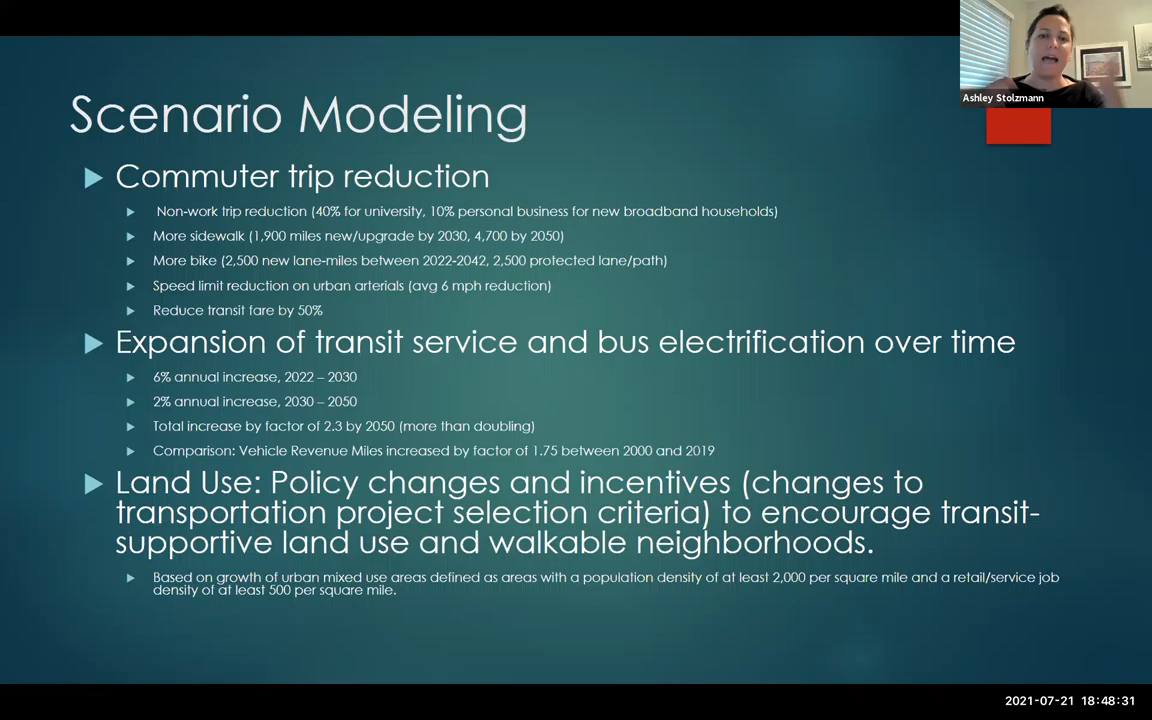 Ashley Stolzmann
Scenario Modeling
Commuter trip reduction
Non-work trip reduction (40% for university, 10% personal business for new broadband households)
More sidewalk (1,900 miles new/upgrade by 2030, 4,700 by 2050)
More bike (2,500 new lane-miles between 2022-2042, 2,500 protected lane/path)
Speed limit reduction on urban arterials (avg 6 mph reduction)
Reduce transit fare by 50%
Expansion of transit service and bus electrification over time
6% annual increase, 2022 – 2030
2% annual increase, 2030 – 2050
Total increase by factor of 2.3 by 2050 (more than doubling)
Comparison: Vehicle Revenue Miles increased by factor of 1.75 between 2000 and 2019
Land Use: Policy changes and incentives (changes to
transportation project selection criteria) to encourage transit-
supportive land use and walkable neighborhoods.
Based on growth of urban mixed use areas defined as areas with a population density of at least 2,000 per square mile and a retail/service job
density of at least 500 per square mile.
2021-07-21 18:48:31